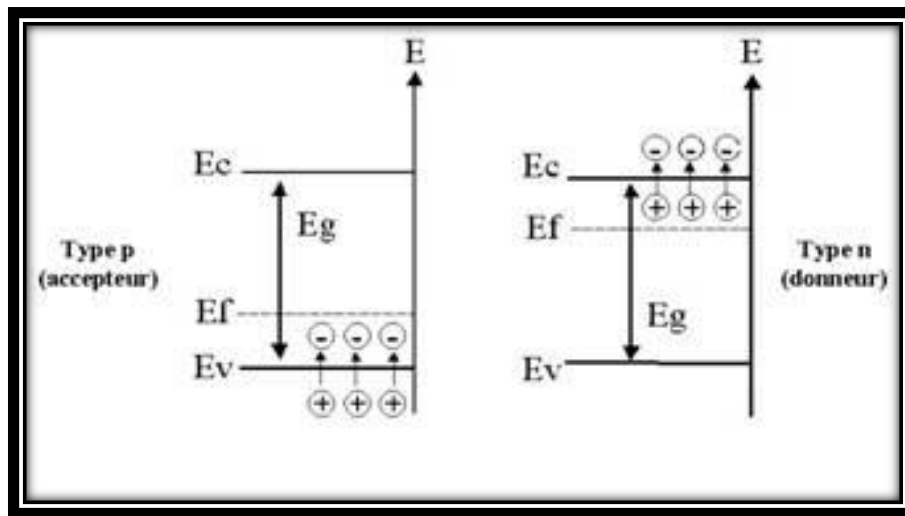 E
Ec
Eg
Type p
(accepteur)
Ef
- - -
Ev
+ + +
E
- - -
Ec
+ + +
Ef
Type n
(donneur)
Eg
Ev